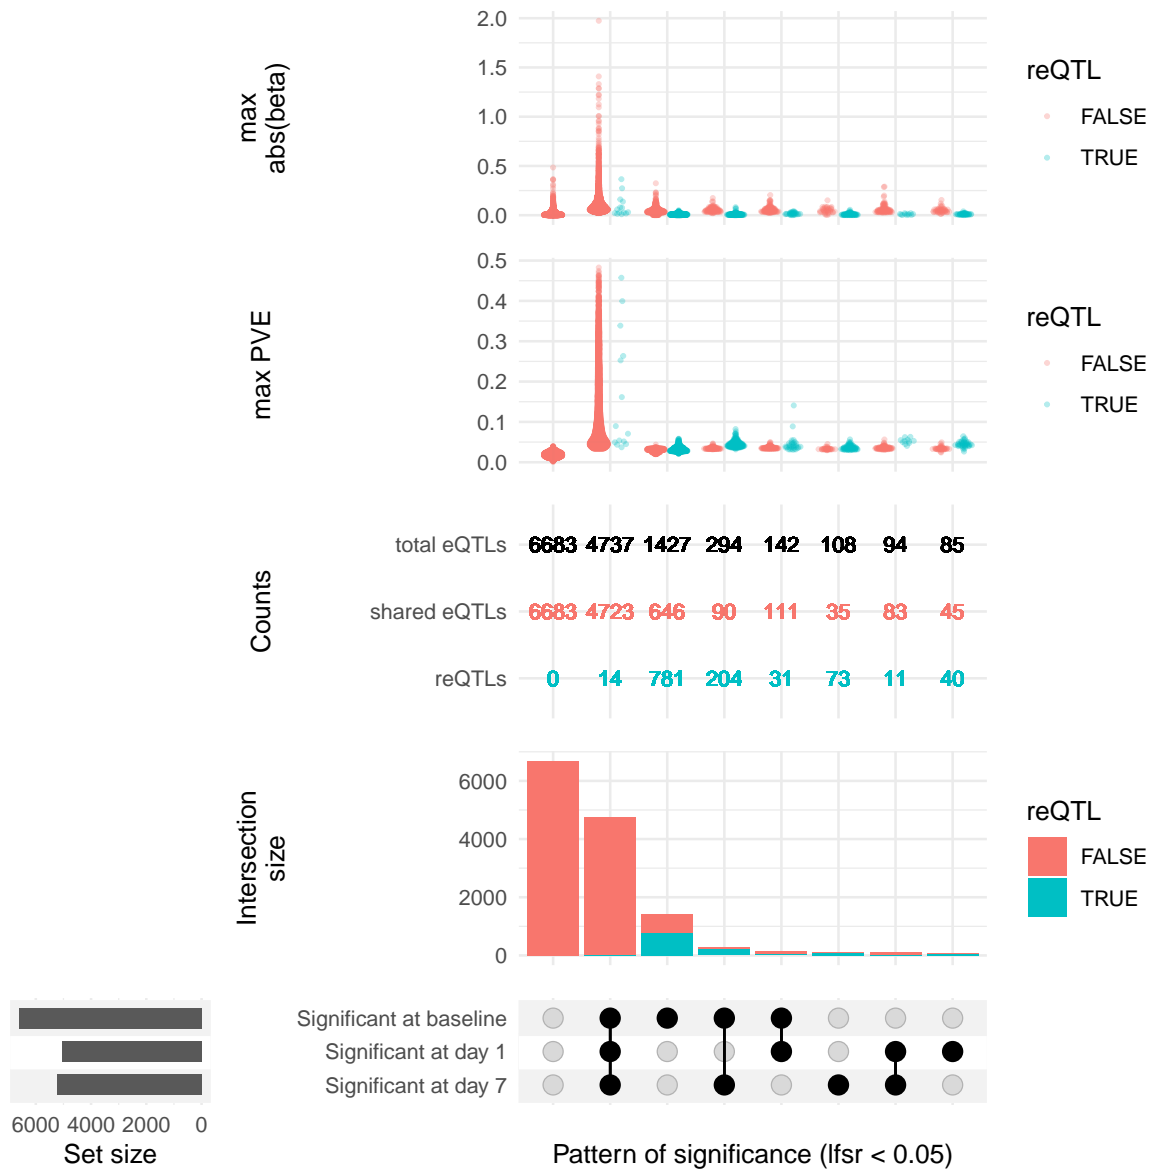 max
abs(beta)
2.0
1.5
1.0
0.5
0.0
reQTL
FALSE
TRUE
max PVE
0.5
0.4
0.3
0.2
0.1
0.0
reQTL
FALSE
TRUE
Counts
total eQTLs 6683 4737 1427 294 142 108 94 85
shared eQTLs 6683 4723 646 90 111 35 83 45
reQTLs 0 14 781 204 31 73 11 40
Intersection
size
6000
4000
2000
0
reQTL
FALSE
TRUE
Significant at baseline
Significant at day 1
Significant at day 7
6000 4000 2000 0
Set size
Pattern of significance (lfsr < 0.05)